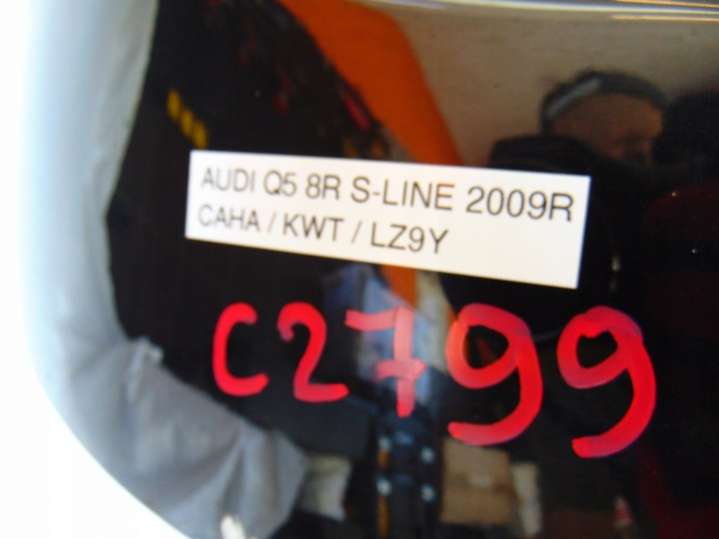 AUDI Q5 8R S-LINE 2009R
CAHA / KWT / LZ9Y
C2799